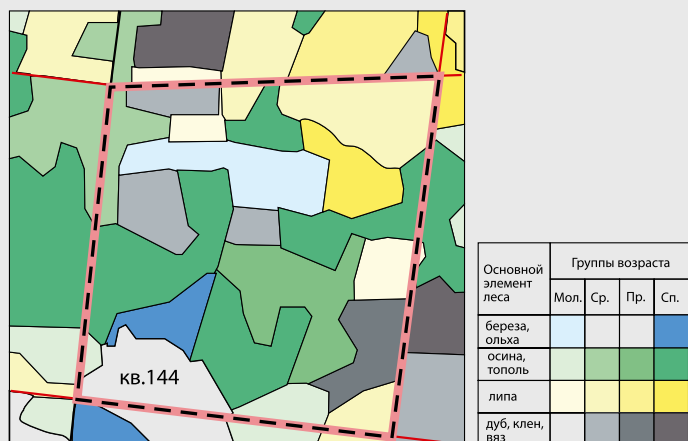 кв.144
Основной
элемент
леса
Группы возраста
Мол. Ср. Пр. Сп.
береза,
ольха
осина,
тополь
липа
дуб, клен,
вяз